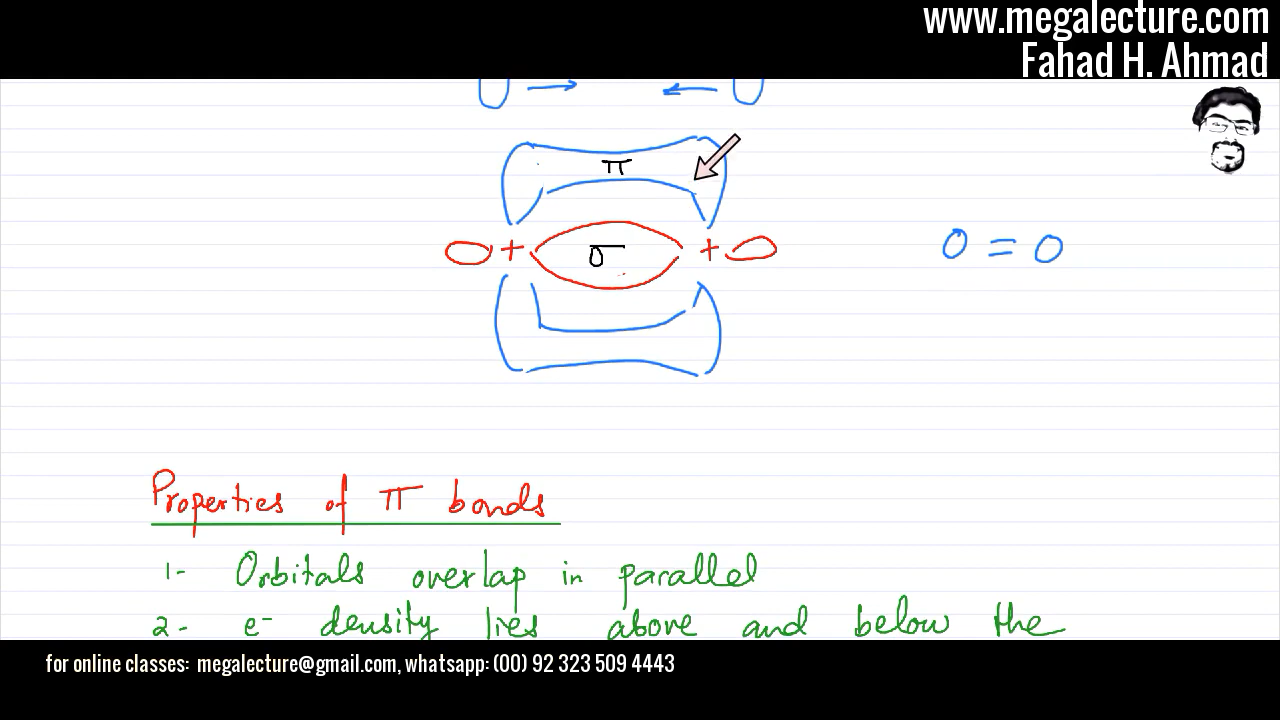 www.megalecture.com
Fahad H. Ahmad
π
+ σ +
O = O
Properties of π bonds
1- Orbitals overlap in parallel
2- e⁻ density lies above and below the
for online classes: megalecture@gmail.com, whatsapp: (00) 92 323 509 4443